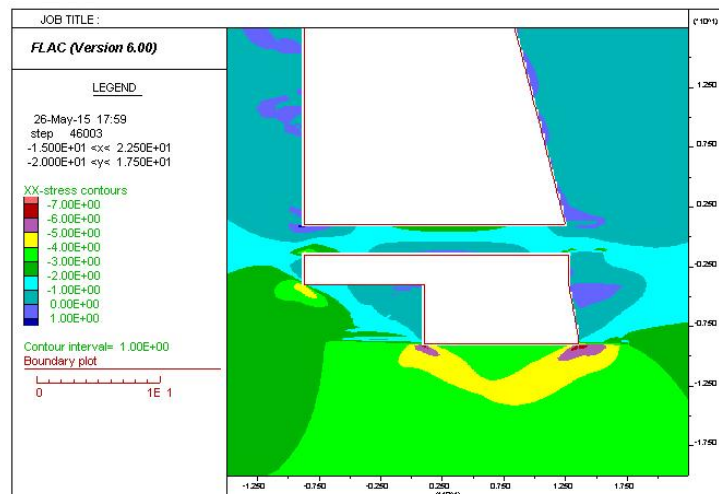 JOB TITLE :
FLAC (Version 6.00)
LEGEND
26-May-15 17:59
step 46003
-1.500E+01 <x< 2.250E+01
-2.000E+01 <y< 1.750E+01
XX-stress contours
-7.00E+00
-6.00E+00
-5.00E+00
-4.00E+00
-3.00E+00
-2.00E+00
-1.00E+00
0.00E+00
1.00E+00
Contour interval= 1.00E+00
Boundary plot
0 1E 1
(*10^1)
1.250
0.750
0.250
-0.250
-0.750
-1.250
-1.750
-1.250 -0.750 -0.250 0.250 0.750 1.250 1.750